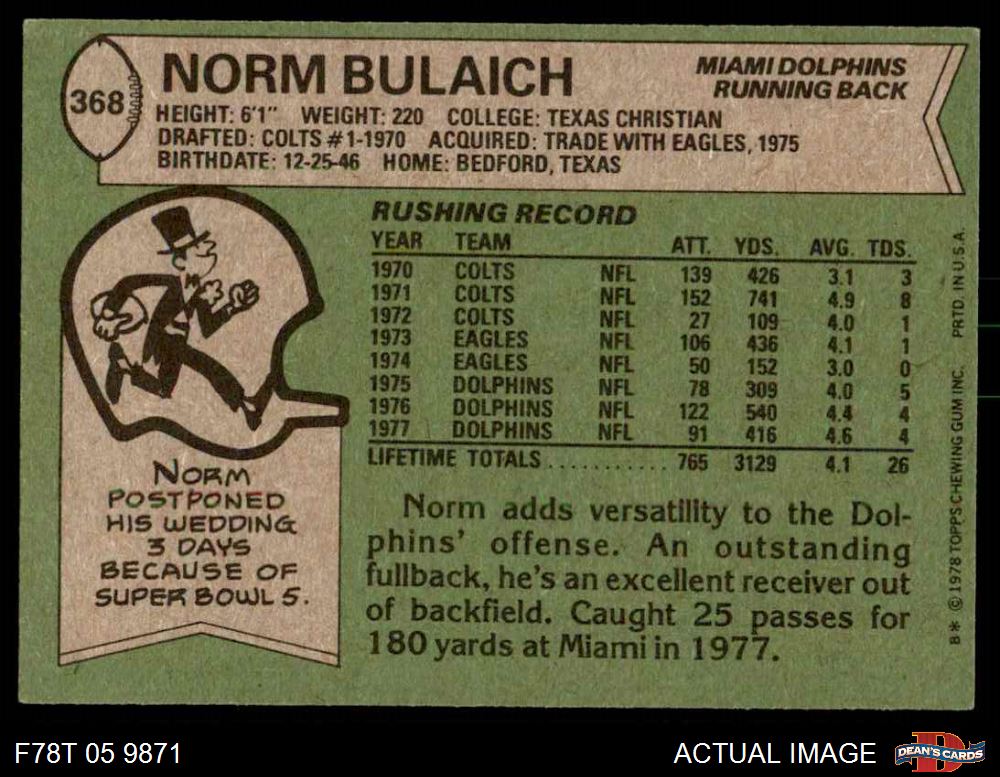 368
NORM BULAICH
MIAMI DOLPHINS
RUNNING BACK
HEIGHT: 6'1" WEIGHT: 220 COLLEGE: TEXAS CHRISTIAN
DRAFTED: COLTS #1-1970 ACQUIRED: TRADE WITH EAGLES, 1975
BIRTHDATE: 12-25-46 HOME: BEDFORD, TEXAS
RUSHING RECORD
YEAR TEAM ATT. YDS. AVG. TDS.
1970 COLTS NFL 139 426 3.1 3
1971 COLTS NFL 152 741 4.9 8
1972 COLTS NFL 27 109 4.0 1
1973 EAGLES NFL 106 436 4.1 1
1974 EAGLES NFL 50 152 3.0 0
1975 DOLPHINS NFL 78 309 4.0 5
1976 DOLPHINS NFL 122 540 4.4 4
1977 DOLPHINS NFL 91 416 4.6 4
LIFETIME TOTALS........... 765 3129 4.1 26
NORM
POSTPONED
HIS WEDDING
3 DAYS
BECAUSE OF
SUPER BOWL 5.
Norm adds versatility to the Dol-
phins' offense. An outstanding
fullback, he's an excellent receiver out
of backfield. Caught 25 passes for
180 yards at Miami in 1977.
B* © 1978 TOPPS CHEWING GUM INC. PRTD. IN U.S.A.
F78T 05 9871
ACTUAL IMAGE
D
DEAN'S CARDS